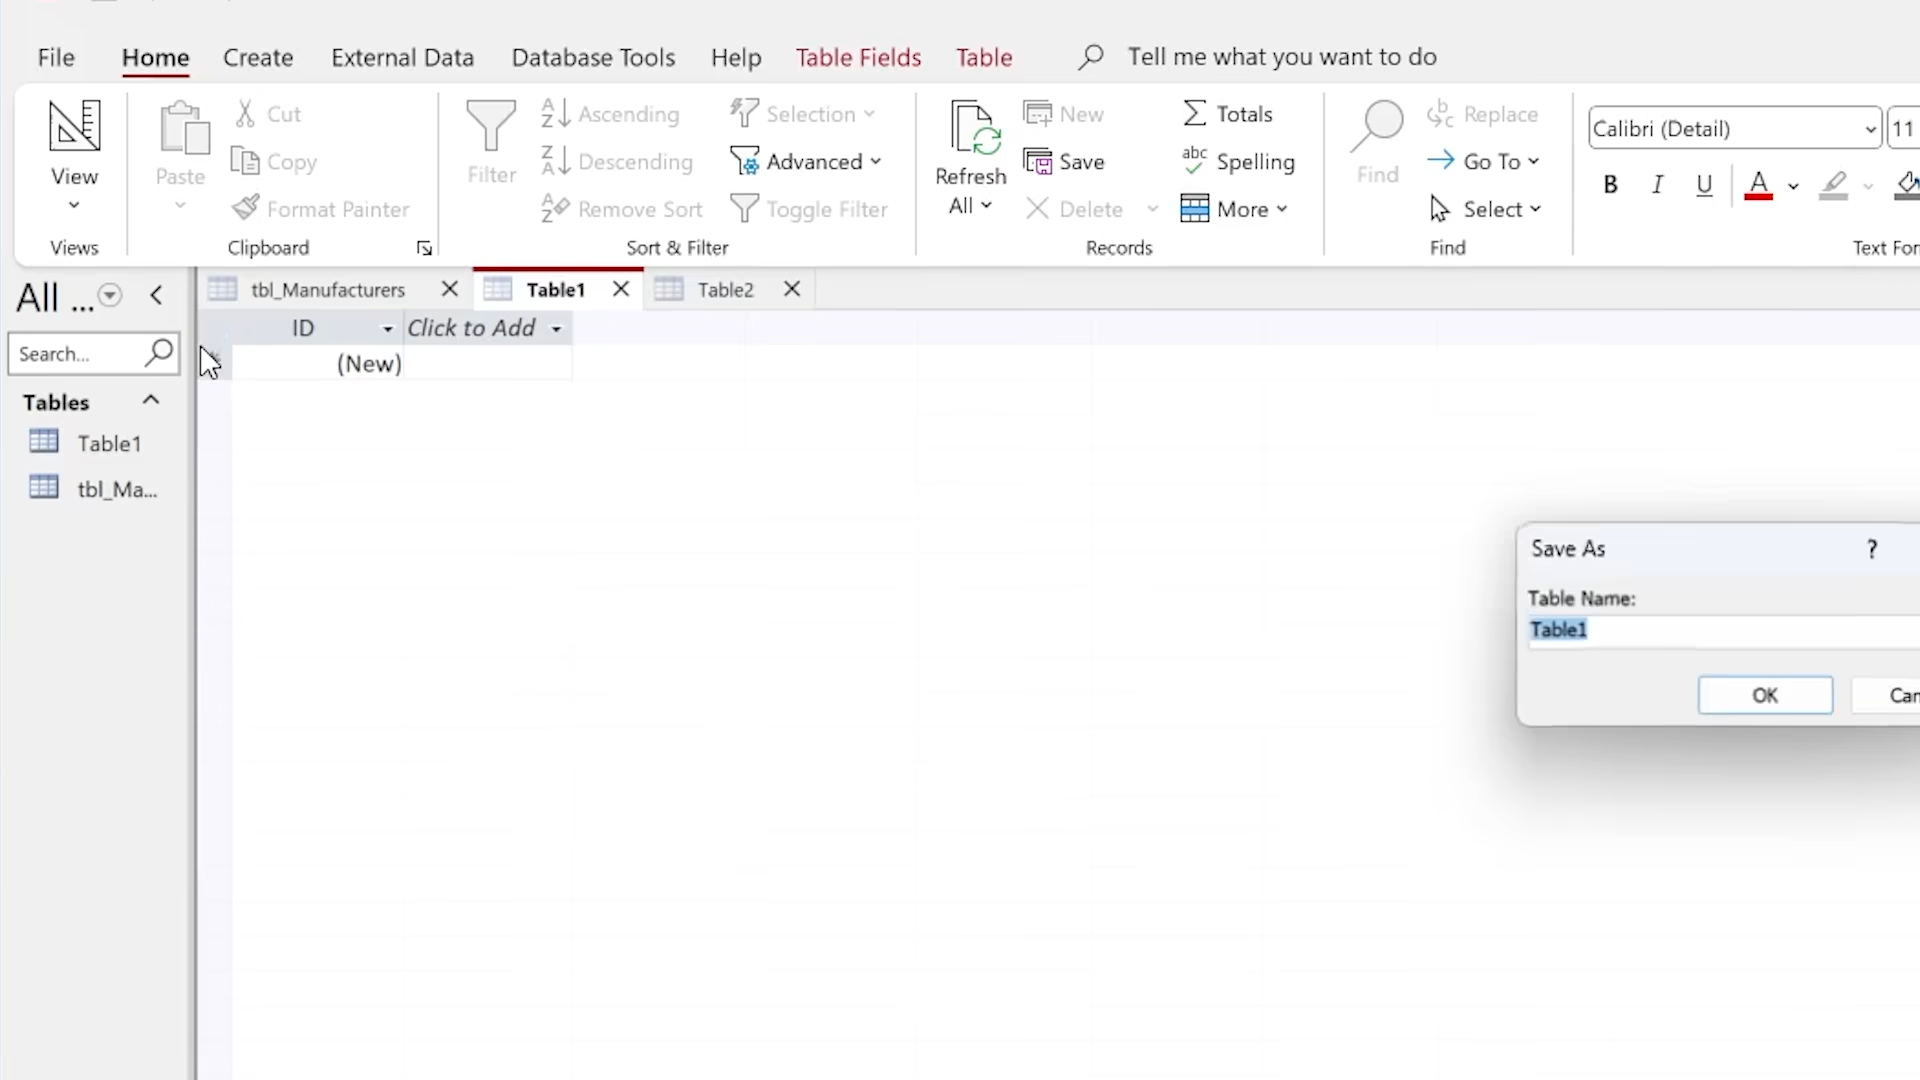 File Home Create External Data Database Tools Help Table Fields Table Tell me what you want to do
View
Views
Paste
Cut
Copy
Format Painter
Clipboard
Filter
Ascending
Descending
Remove Sort
Selection
Advanced
Toggle Filter
Sort & Filter
Refresh
All
New
Save
Delete
Totals
Spelling
More
Records
Find
Replace
Go To
Select
Find
Calibri (Detail) 11
B I U A
Text For
All ...
Search...
Tables
Table1
tbl_Ma...
tbl_Manufacturers Table1 Table2
ID Click to Add
(New)
Save As ?
Table Name:
Table1
OK Can